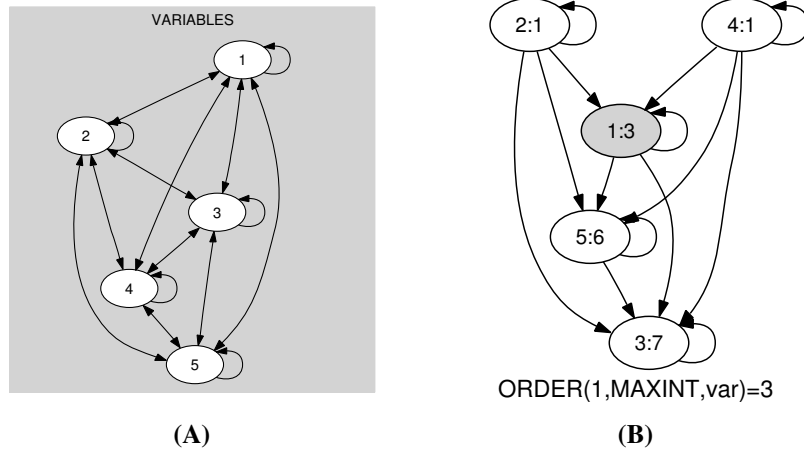 VARIABLES
1
2
3
4
5
(A)
2:1
4:1
1:3
5:6
3:7
ORDER(1,MAXINT,var)=3
(B)